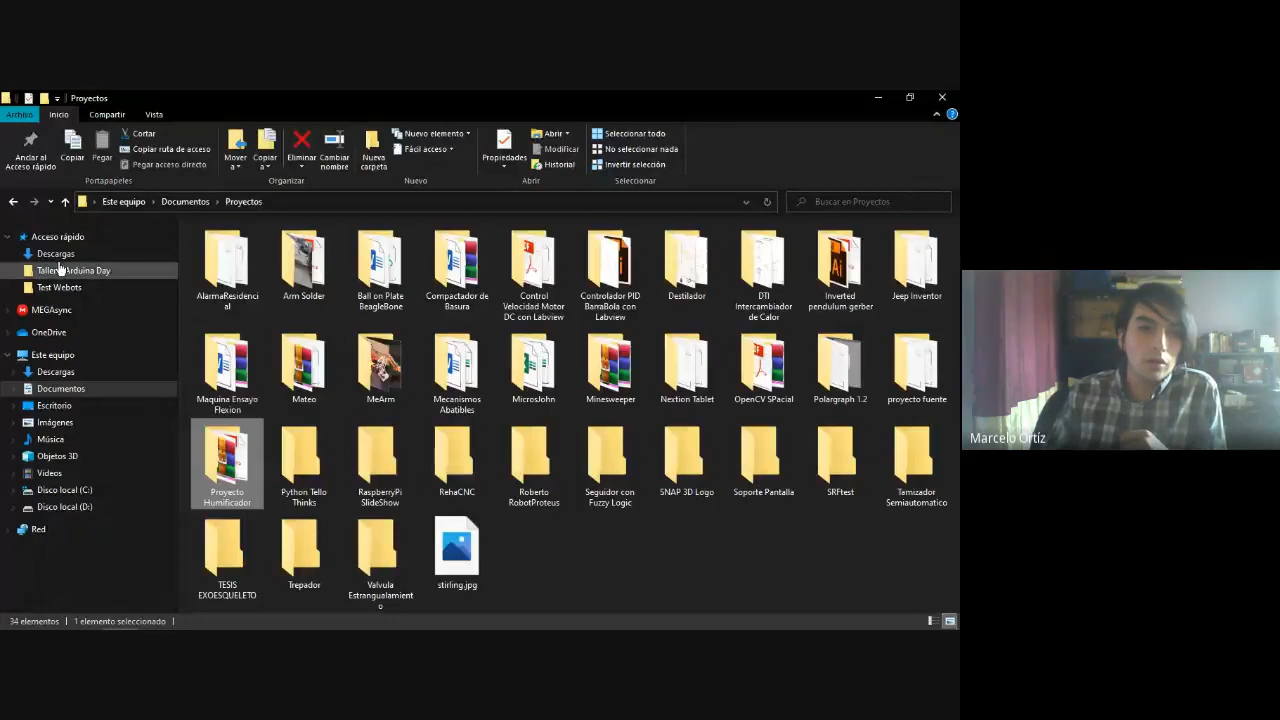 Proyectos
Archivo
Inicio
Compartir
Vista
Anclar al
Acceso rápido
Copiar
Pegar
Cortar
Copiar ruta de acceso
Pegar acceso directo
Portapapeles
Mover
a
Copiar
a
Eliminar
Cambiar
nombre
Organizar
Nueva
carpeta
Nuevo elemento
Fácil acceso
Nuevo
Propiedades
Abrir
Modificar
Historial
Abrir
Seleccionar todo
No seleccionar nada
Invertir selección
Seleccionar
Este equipo > Documentos > Proyectos
Buscar en Proyectos
Acceso rápido
Descargas
Arduina Day
Test Webots
MEGAsync
OneDrive
Este equipo
Descargas
Documentos
Escritorio
Imágenes
Música
Objetos 3D
Vídeos
Disco local (C:)
Disco local (D:)
Red
AlarmaResidenci
al
Arm Solder
Ball on Plate
BeagleBone
Compactador de
Basura
Control
Velocidad Motor
DC con Labview
Controlador PID
BarraBola con
Labview
Destilador
DTI
Intercambiador
de Calor
Inverted
pendulum gerber
Jeep Inventor
Maquina Ensayo
Flexion
Mateo
MeArm
Mecanismos
Abatibles
MicrosJohn
Minesweeper
Nextion Tablet
OpenCV SPacial
Polargraph 1.2
proyecto fuente
Proyecto
Humificador
Python Tello
Thinks
RaspberryPi
SlideShow
RehaCNC
Roberto
RobotProteus
Seguidor con
Fuzzy Logic
SNAP 3D Logo
Soporte Pantalla
SRFtest
Tamizador
Semiautomatico
TESIS
EXOESQUELETO
Trepador
Valvula
Estrangualamient
o
stirling.jpg
34 elementos
1 elemento seleccionado
Marcelo Ortíz